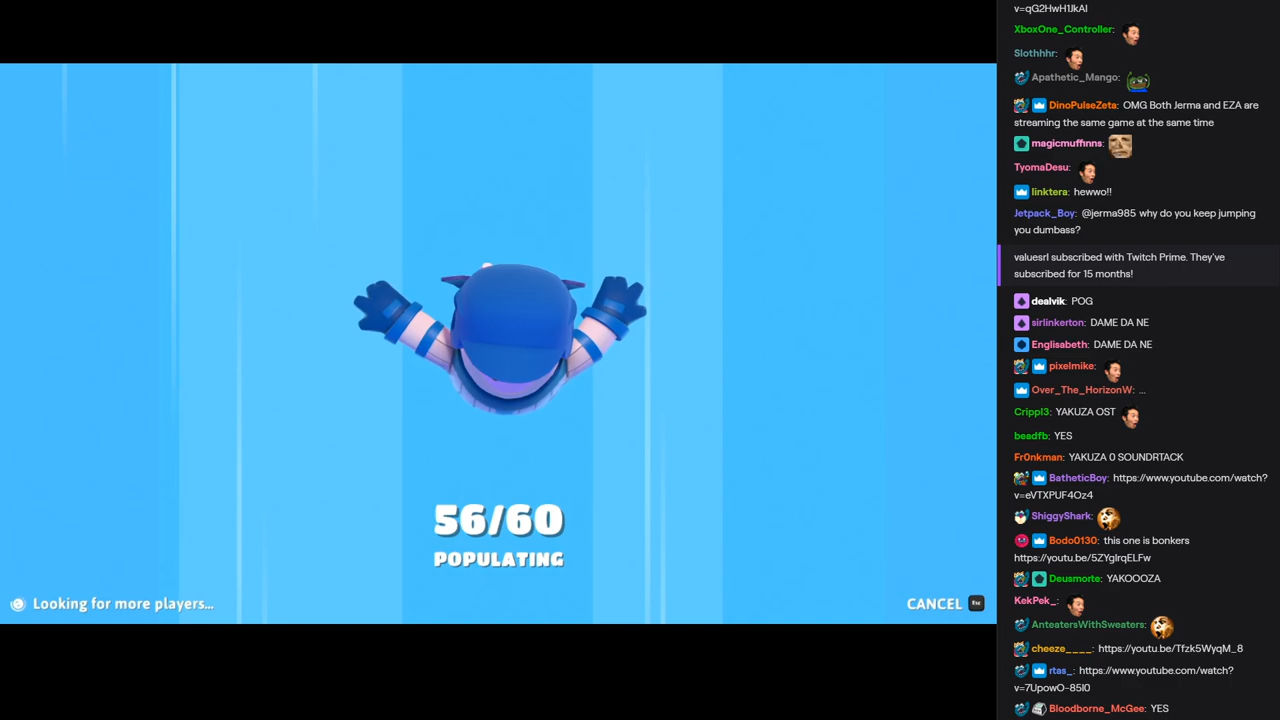 56/60
POPULATING
Looking for more players...
CANCEL Esc
v=qG2HwH1JkAI
XboxOne_Controller:
Slothhhr:
Apathetic_Mango:
DinoPulseZeta: OMG Both Jerma and EZA are
streaming the same game at the same time
magicmuffinns:
TyomaDesu:
linktera: hewwo!!
Jetpack_Boy: @jerma985 why do you keep jumping
you dumbass?
valuesrl subscribed with Twitch Prime. They've
subscribed for 15 months!
dealvik: POG
sirlinkerton: DAME DA NE
Englisabeth: DAME DA NE
pixelmike:
Over_The_HorizonW: ...
Crippl3: YAKUZA OST
beadfb: YES
Fr0nkman: YAKUZA 0 SOUNDRTACK
BatheticBoy: https://www.youtube.com/watch?
v=eVTXPUF4Oz4
ShiggyShark:
Bodo0130: this one is bonkers
https://youtu.be/5ZYglrqELFw
Deusmorte: YAKOOOZA
KekPek_:
AnteatersWithSweaters:
cheeze____: https://youtu.be/Tfzk5WyqM_8
rtas_: https://www.youtube.com/watch?
v=7UpowO-85I0
Bloodborne_McGee: YES